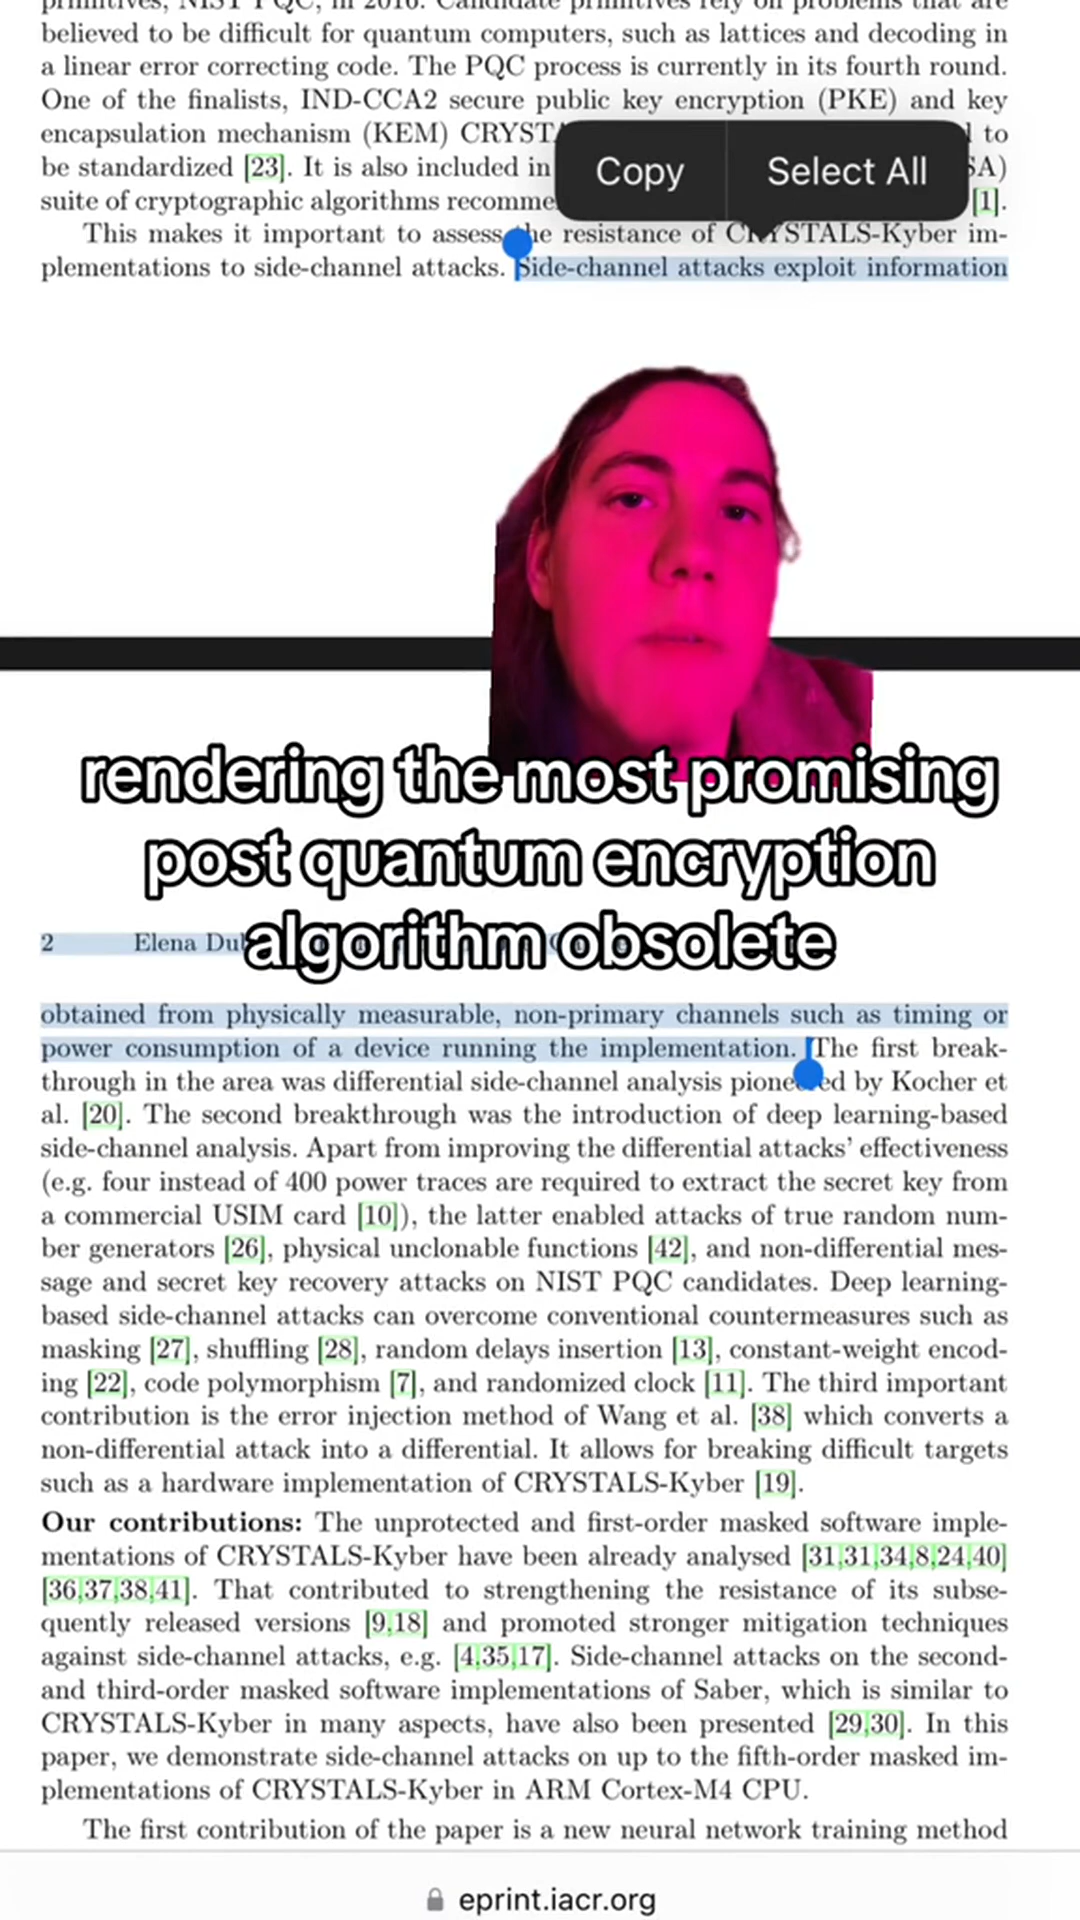 believed to be difficult for quantum computers, such as lattices and decoding in
a linear error correcting code. The PQC process is currently in its fourth round.
One of the finalists, IND-CCA2 secure public key encryption (PKE) and key
encapsulation mechanism (KEM) to
be standardized [23]. It is also included in
suite of cryptographic algorithms [1].
Copy Select All
This makes it important to assess the resistance of CRYSTALS-Kyber im-
plementations to side-channel attacks. Side-channel attacks exploit information
rendering the most promising
post quantum encryption
algorithm obsolete
2 Elena
obtained from physically measurable, non-primary channels such as timing or
power consumption of a device running the implementation. The first break-
through in the area was differential side-channel analysis pioneered by Kocher et
al. [20]. The second breakthrough was the introduction of deep learning-based
side-channel analysis. Apart from improving the differential attacks' effectiveness
(e.g. four instead of 400 power traces are required to extract the secret key from
a commercial USIM card [10]), the latter enabled attacks of true random num-
ber generators [26], physical unclonable functions [42], and non-differential mes-
sage and secret key recovery attacks on NIST PQC candidates. Deep learning-
based side-channel attacks can overcome conventional countermeasures such as
masking [27], shuffling [28], random delays insertion [13], constant-weight encod-
ing [22], code polymorphism [7], and randomized clock [11]. The third important
contribution is the error injection method of Wang et al. [38] which converts a
non-differential attack into a differential. It allows for breaking difficult targets
such as a hardware implementation of CRYSTALS-Kyber [19].
Our contributions: The unprotected and first-order masked software imple-
mentations of CRYSTALS-Kyber have been already analysed [31,31,34,8,24,40]
[36,37,38,41]. That contributed to strengthening the resistance of its subse-
quently released versions [9,18] and promoted stronger mitigation techniques
against side-channel attacks, e.g. [4,35,17]. Side-channel attacks on the second-
and third-order masked software implementations of Saber, which is similar to
CRYSTALS-Kyber in many aspects, have also been presented [29,30]. In this
paper, we demonstrate side-channel attacks on up to the fifth-order masked im-
plementations of CRYSTALS-Kyber in ARM Cortex-M4 CPU.
The first contribution of the paper is a new neural network training method
eprint.iacr.org